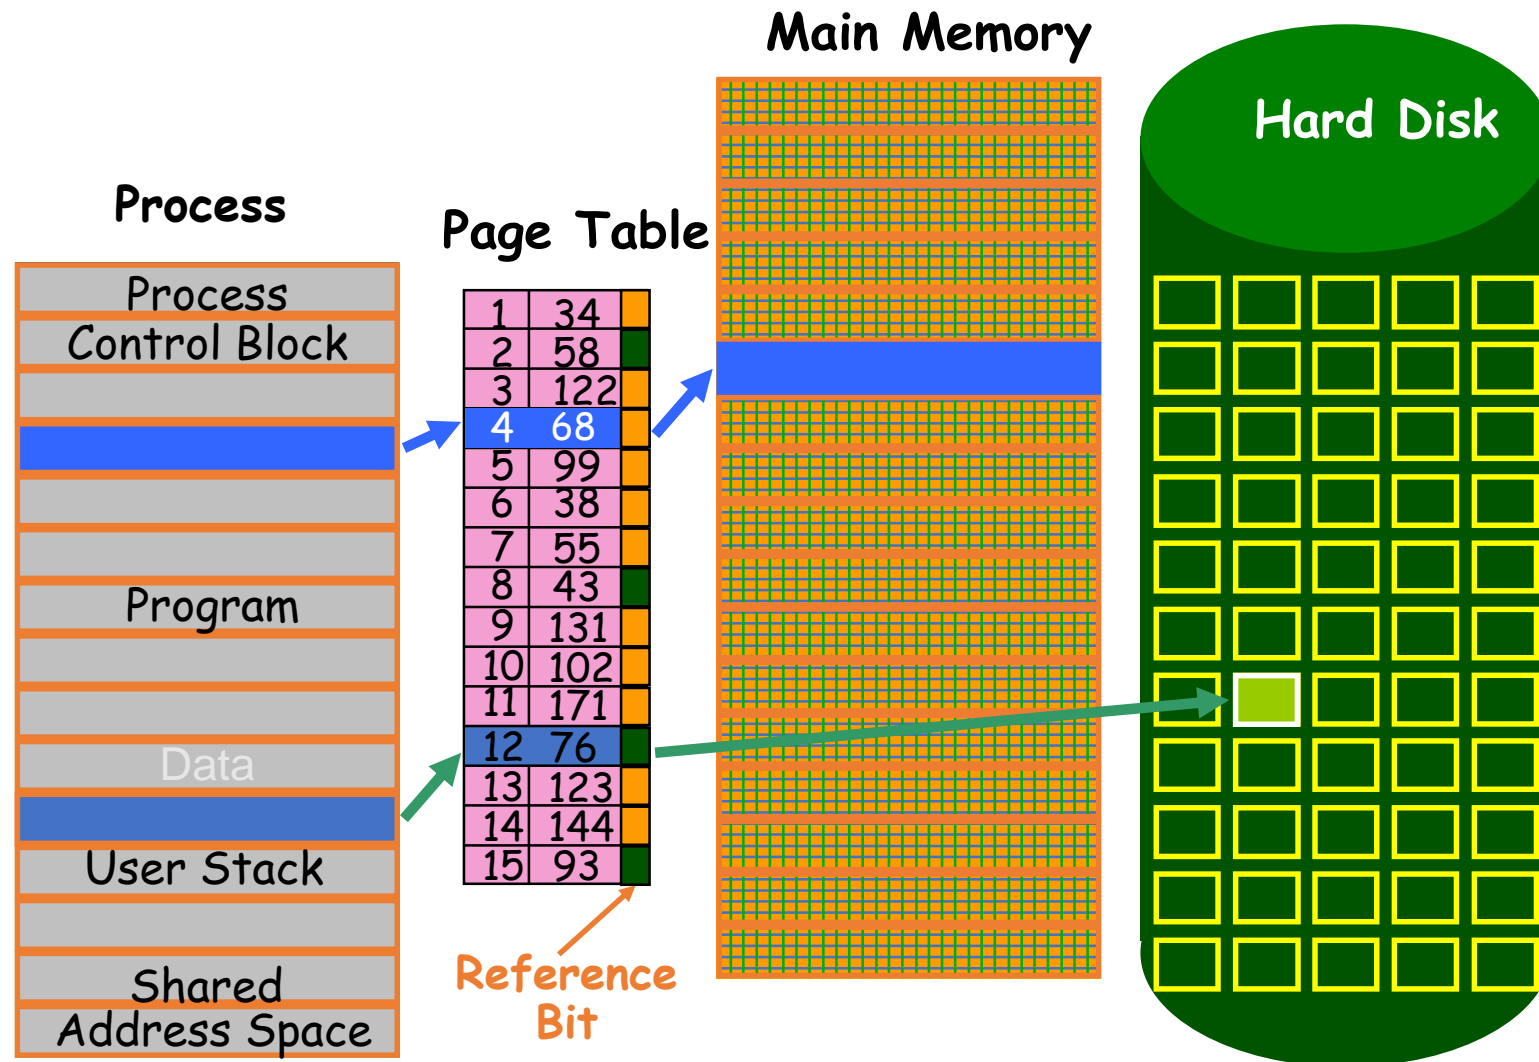 Main Memory
Hard Disk
Process
Page Table
Process
Control Block
Program
Data
User Stack
Shared
Address Space
1 34
2 58
3 122
4 68
5 99
6 38
7 55
8 43
9 131
10 102
11 171
12 76
13 123
14 144
15 93
Reference
Bit